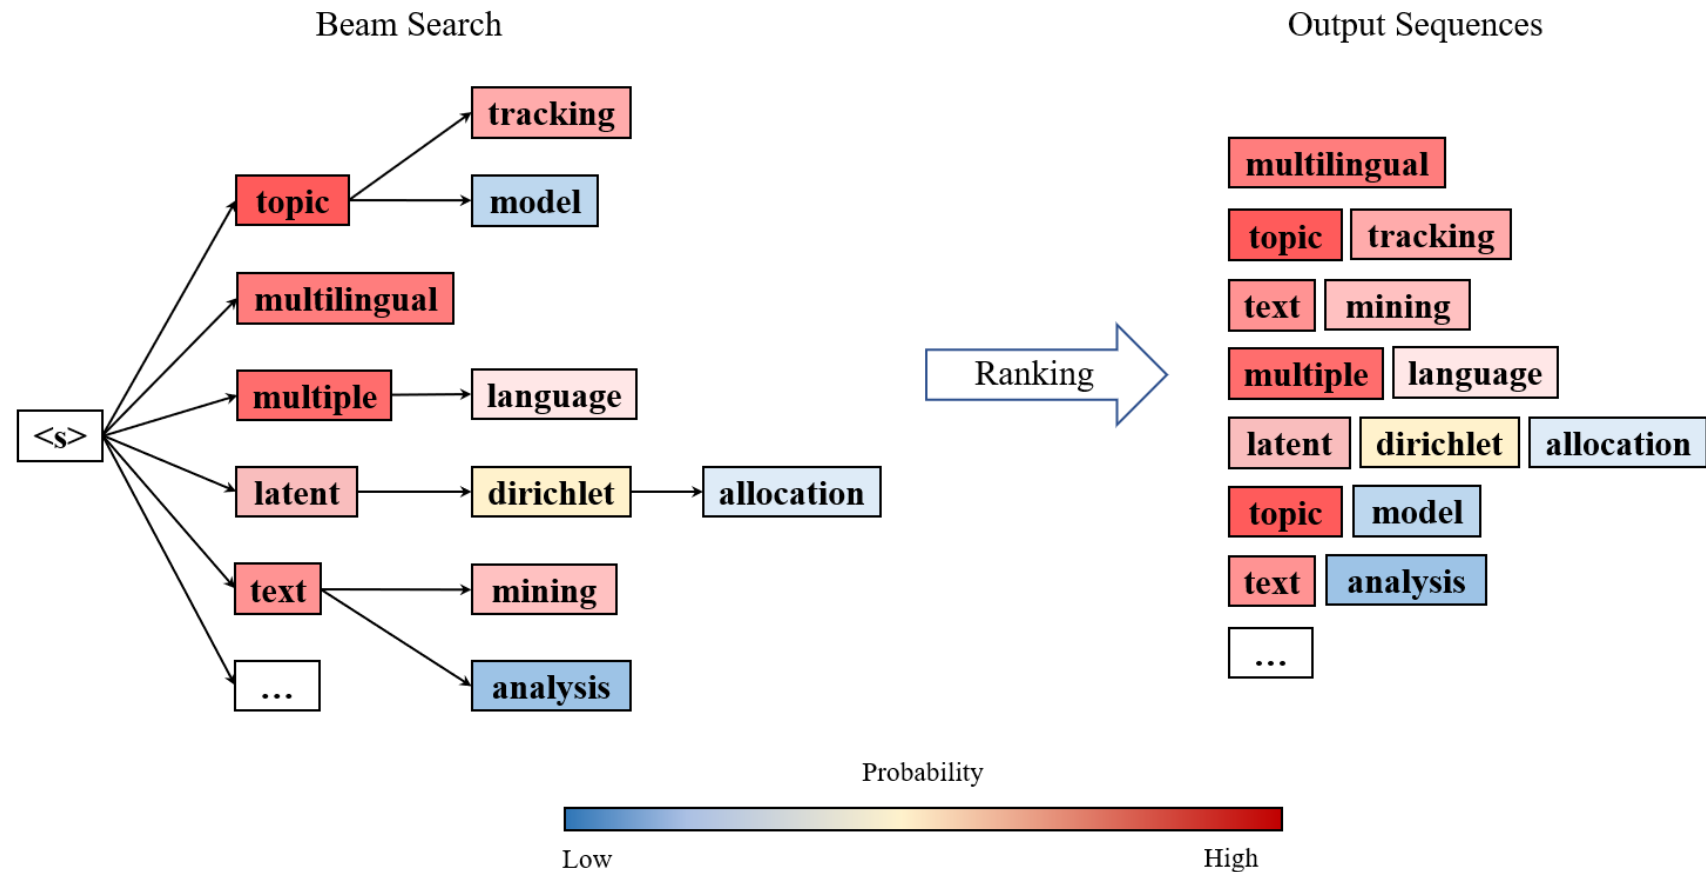 Beam Search
Output Sequences
tracking
topic
model
multilingual
multiple
language
<s>
latent
dirichlet
allocation
text
mining
...
analysis
Ranking
multilingual
topic tracking
text mining
multiple language
latent dirichlet allocation
topic model
text analysis
...
Probability
Low
High